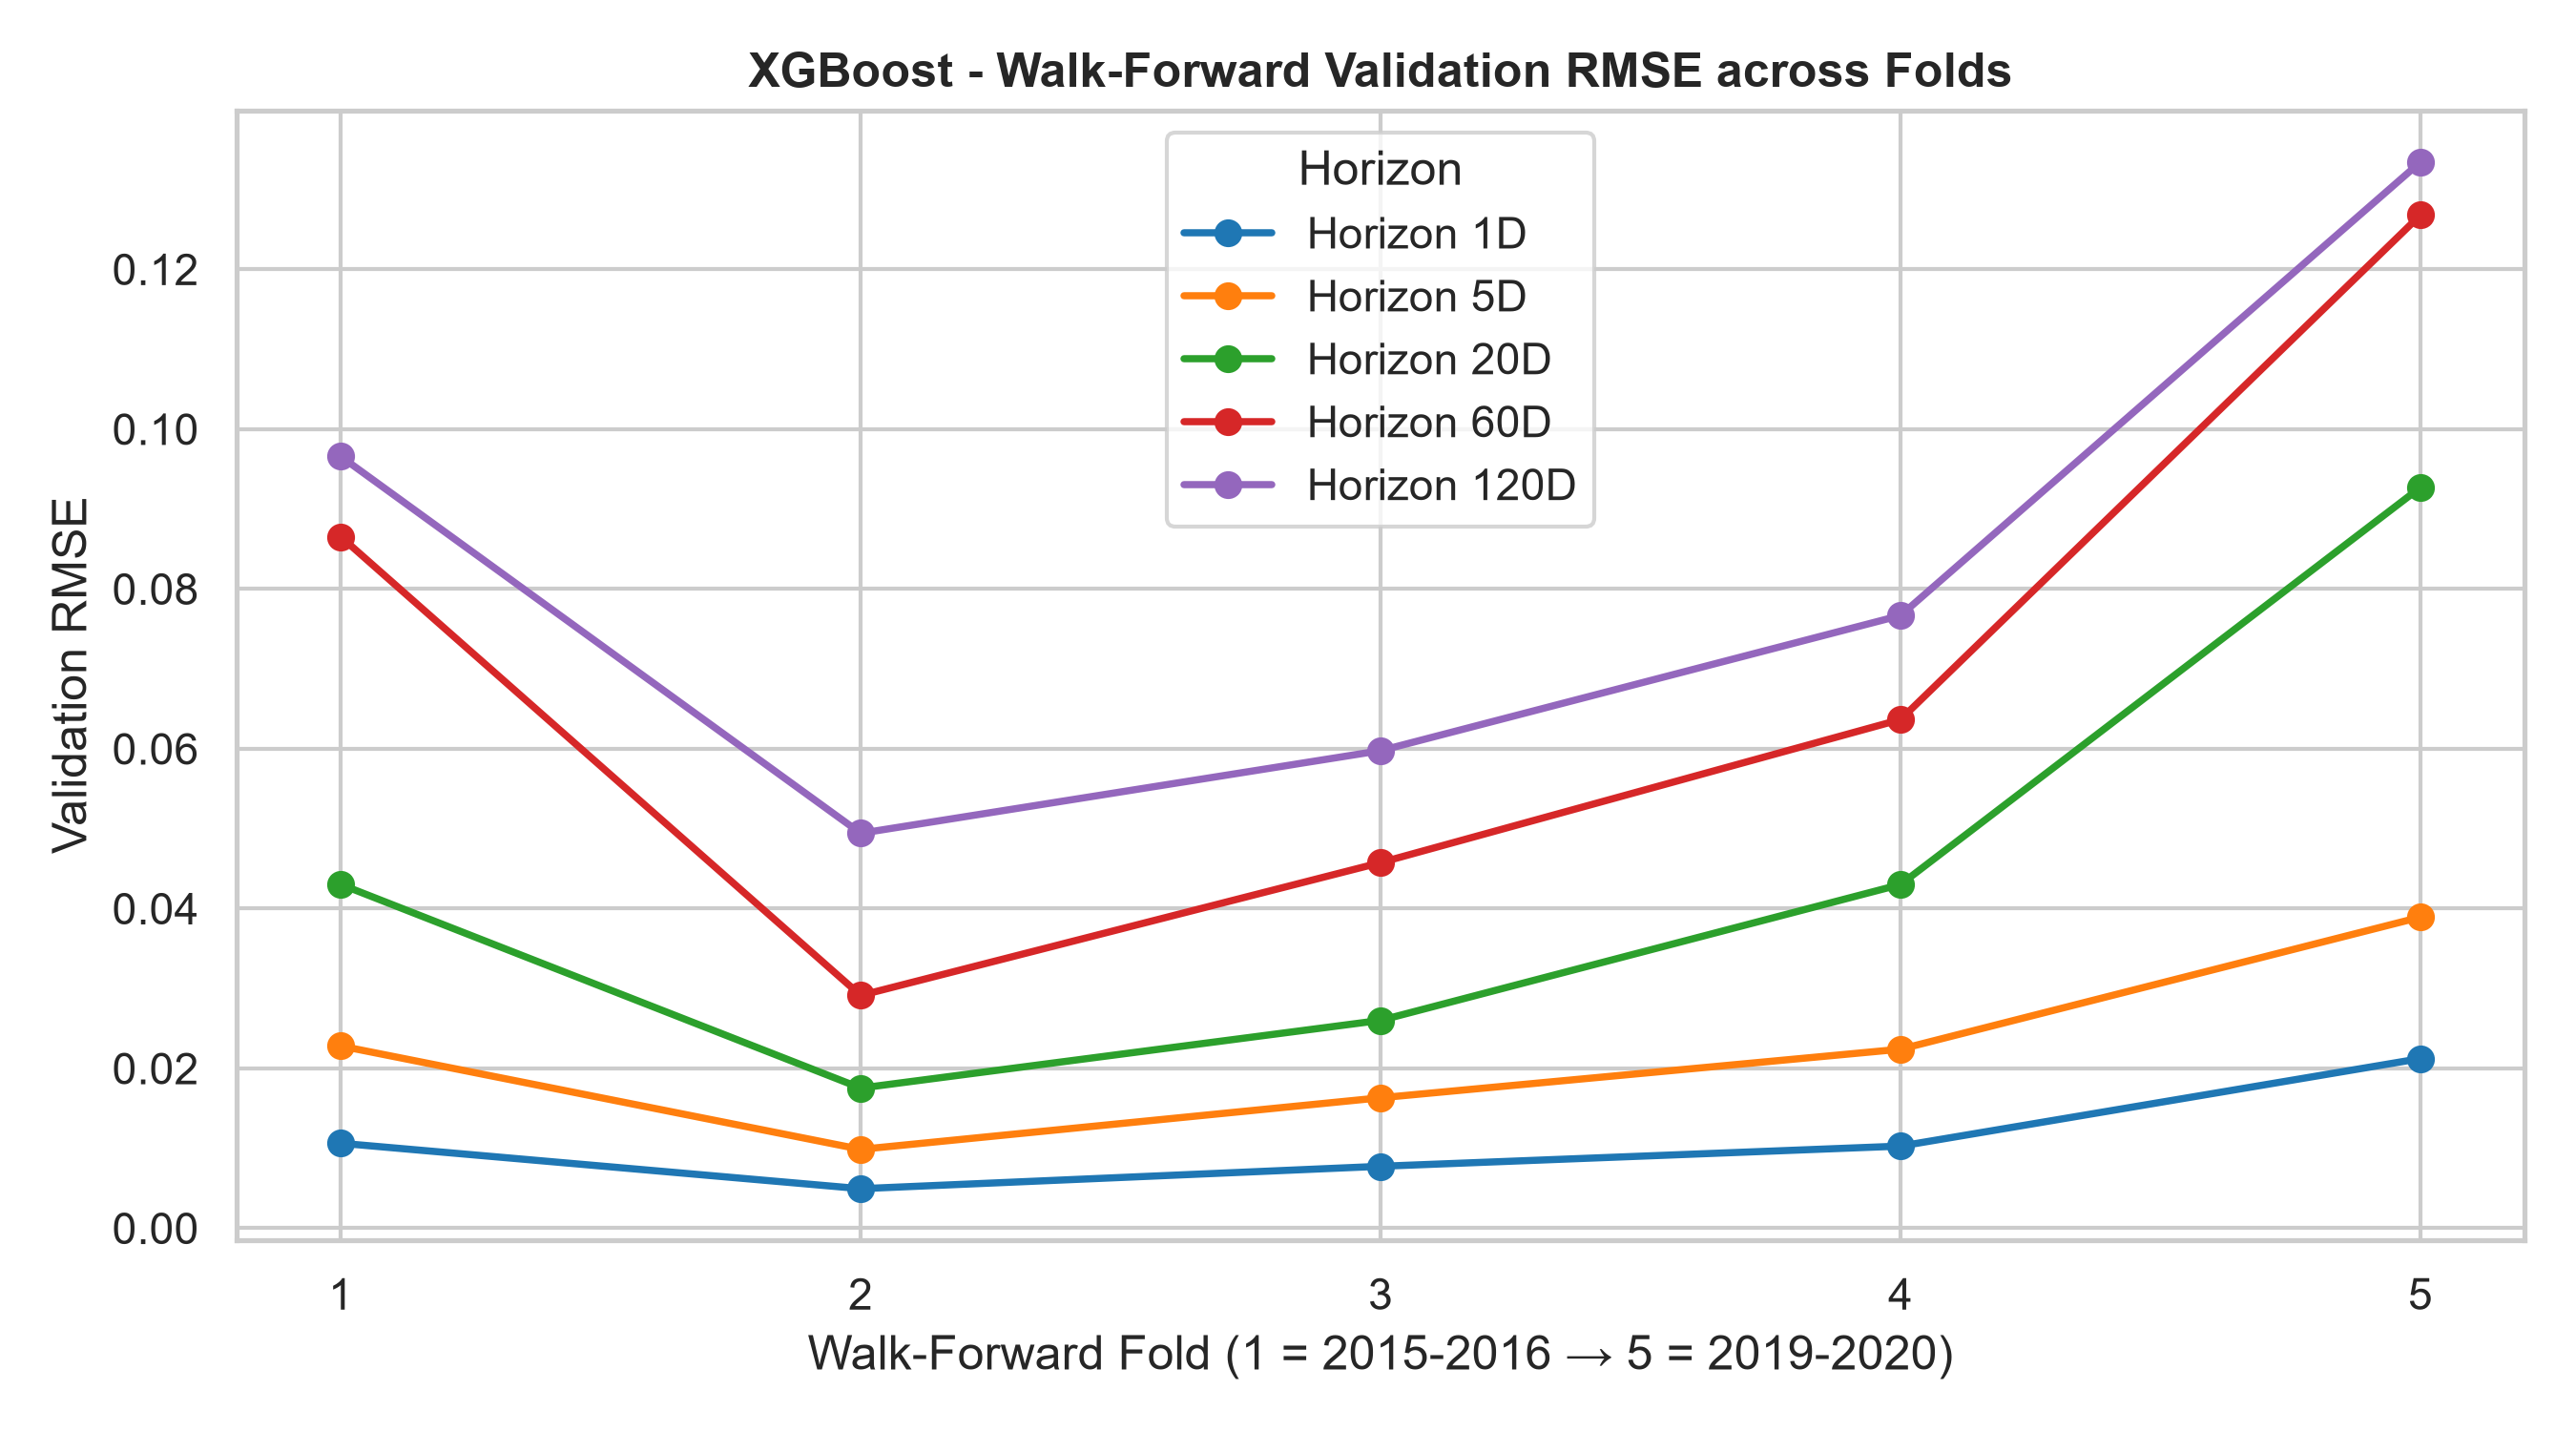 XGBoost - Walk-Forward Validation RMSE across Folds
Horizon
Horizon 1D
Horizon 5D
Horizon 20D
Horizon 60D
Horizon 120D
Validation RMSE
0.12
0.10
0.08
0.06
0.04
0.02
0.00
1 2 3 4 5
Walk-Forward Fold (1 = 2015-2016 → 5 = 2019-2020)